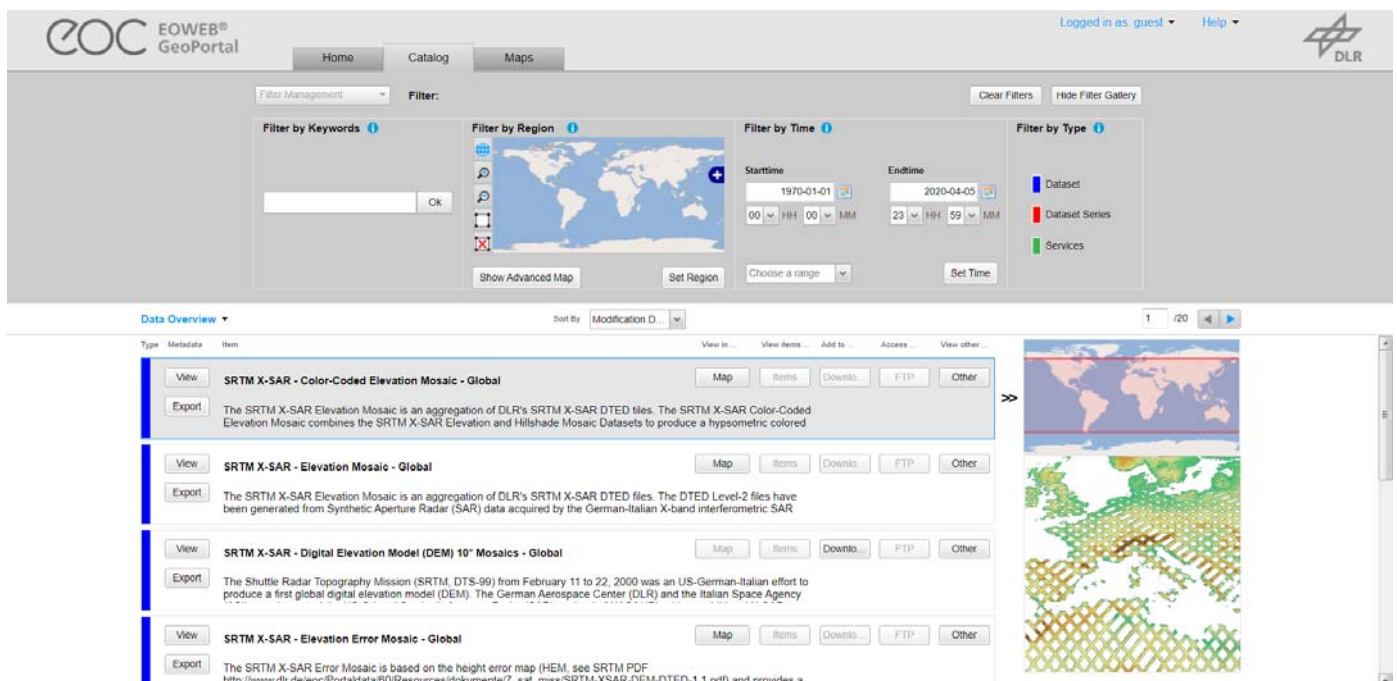 eoc EOWEB®
GeoPortal
Logged in as: guest Help
DLR
Home Catalog Maps
Filter Management Filter: Clear Filters Hide Filter Gallery
Filter by Keywords i Filter by Region i Filter by Time i Filter by Type i
Starttime Endtime
1970-01-01 2020-04-05 Dataset
Ok
00 HH 00 MM 23 HH 59 MM Dataset Series
Services
Show Advanced Map Set Region Choose a range Set Time
Data Overview Sort By Modification D... 1 /20
Type Metadata Item View in ... View items ... Add to ... Access ... View other ...
View SRTM X-SAR - Color-Coded Elevation Mosaic - Global Map Items Downlo... FTP Other
Export The SRTM X-SAR Elevation Mosaic is an aggregation of DLR's SRTM X-SAR DTED tiles. The SRTM X-SAR Color-Coded
Elevation Mosaic combines the SRTM X-SAR Elevation and Hillshade Mosaic Datasets to produce a hypsometric colored
View SRTM X-SAR - Elevation Mosaic - Global Map Items Downlo... FTP Other
Export The SRTM X-SAR Elevation Mosaic is an aggregation of DLR's SRTM X-SAR DTED files. The DTED Level-2 files have
been generated from Synthetic Aperture Radar (SAR) data acquired by the German-Italian X-band interferometric SAR
View SRTM X-SAR - Digital Elevation Model (DEM) 10° Mosaics - Global Map Items Downlo... FTP Other
Export The Shuttle Radar Topography Mission (SRTM, DTS-99) from February 11 to 22, 2000 was an US-German-Italian effort to
produce a first global digital elevation model (DEM). The German Aerospace Center (DLR) and the Italian Space Agency
View SRTM X-SAR - Elevation Error Mosaic - Global Map Items Downlo... FTP Other
Export The SRTM X-SAR Error Mosaic is based on the height error map (HEM, see SRTM PDF